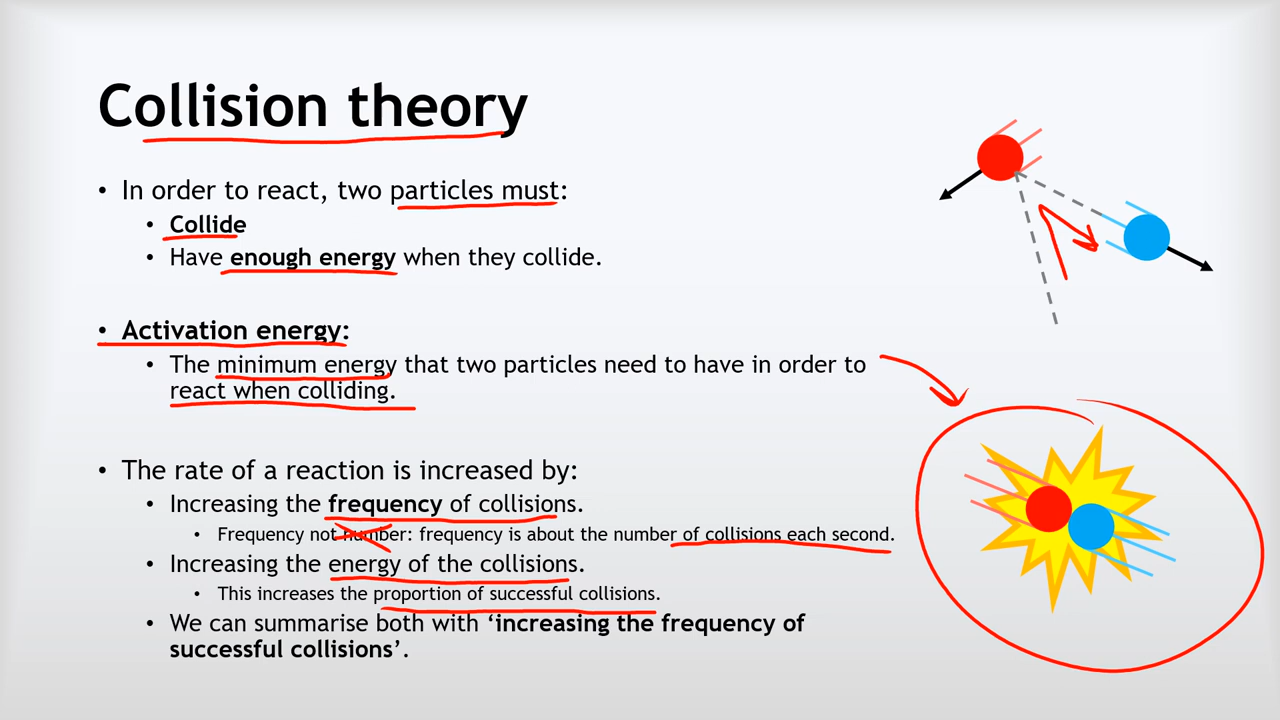 Collision theory
• In order to react, two particles must:
• Collide
• Have enough energy when they collide.
• Activation energy:
• The minimum energy that two particles need to have in order to
react when colliding.
• The rate of a reaction is increased by:
• Increasing the frequency of collisions.
• Frequency not number: frequency is about the number of collisions each second.
• Increasing the energy of the collisions.
• This increases the proportion of successful collisions.
• We can summarise both with ‘increasing the frequency of
successful collisions’.